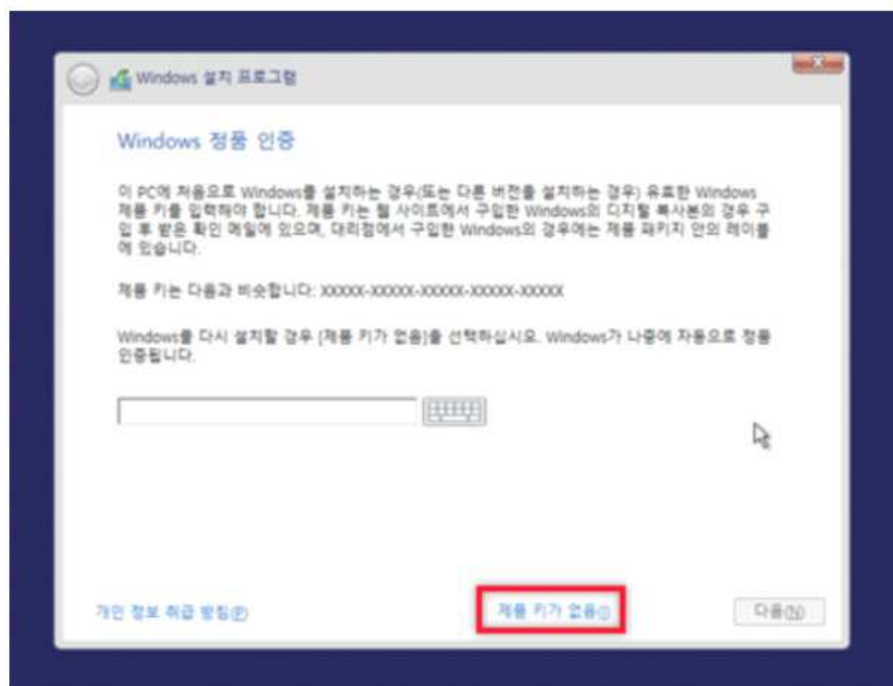 Windows 설치 프로그램
Windows 정품 인증
이 PC에 처음으로 Windows를 설치하는 경우(또는 다른 버전을 설치하는 경우) 유효한 Windows
제품 키를 입력해야 합니다. 제품 키는 웹 사이트에서 구입한 Windows의 디지털 복사본의 경우 구
입 후 받은 확인 메일에 있으며, 대리점에서 구입한 Windows의 경우에는 제품 패키지 안의 레이블
에 있습니다.
제품 키는 다음과 비슷합니다: XXXXX-XXXXX-XXXXX-XXXXX-XXXXX
Windows를 다시 설치할 경우 [제품 키가 없음]을 선택하십시오. Windows가 나중에 자동으로 정품
인증됩니다.
개인 정보 취급 방침(P)
제품 키가 없음(I)
다음(N)